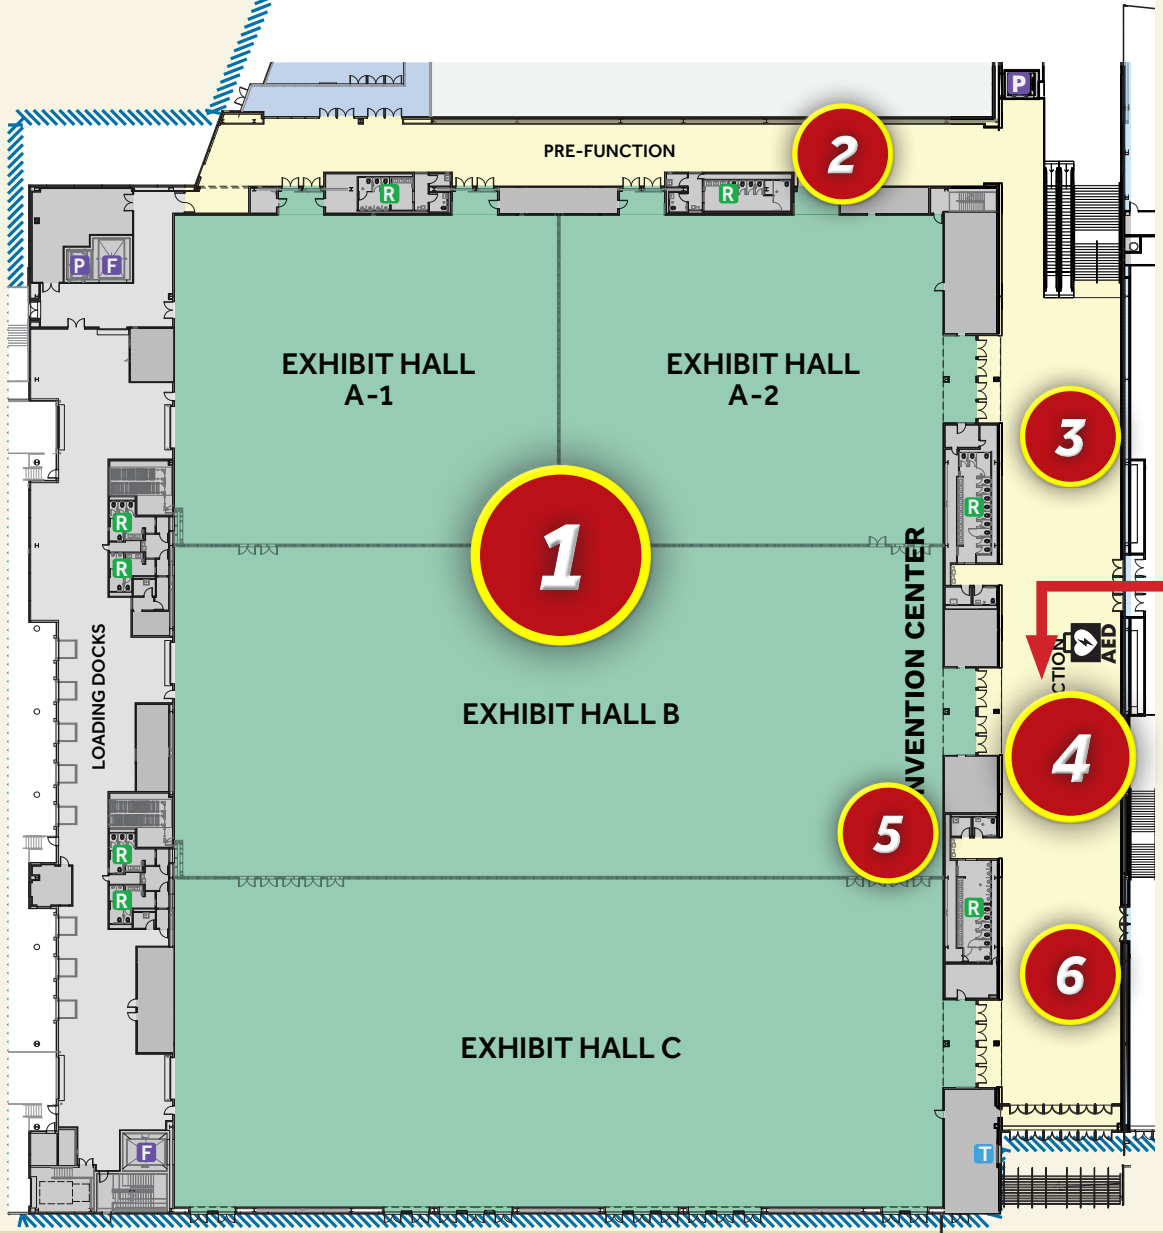 P
PRE-FUNCTION
2
R
R
P F
EXHIBIT HALL
A-1
EXHIBIT HALL
A-2
3
R
R
R
1
NVENTION CENTER
LOADING DOCKS
CTION
AED
EXHIBIT HALL B
4
5
R
R
R
6
EXHIBIT HALL C
F
T